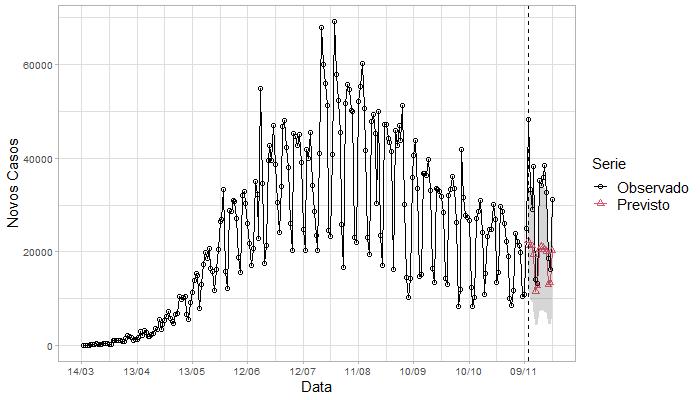 60000
40000
20000
0
Novos Casos
14/03 13/04 13/05 12/06 12/07 11/08 10/09 10/10 09/11
Data
Serie
Observado
Previsto